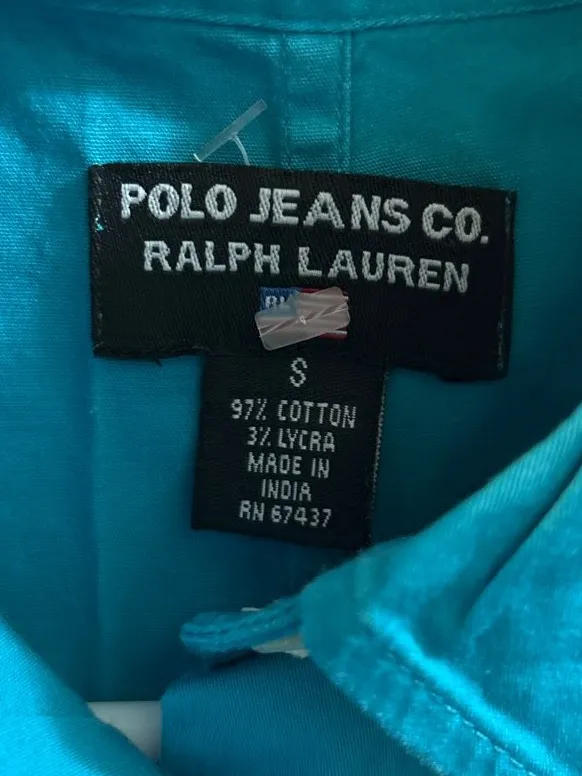 POLO JEANS CO.
RALPH LAUREN
S
97% COTTON
3% LYCRA
MADE IN
INDIA
RN 67437